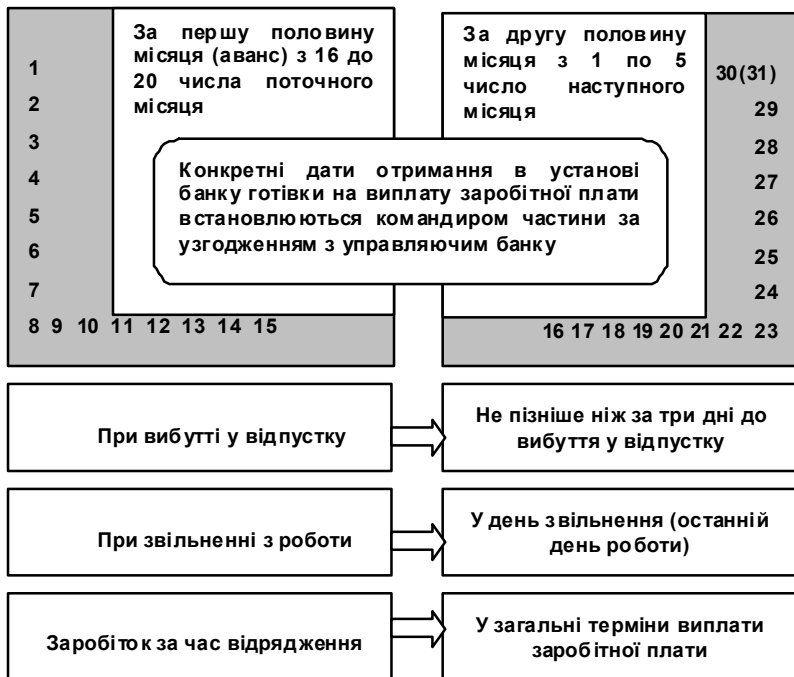 За першу половину
місяця (аванс) з 16 до
20 числа поточного
місяця
1
2
3
4
5
6
7
8 9 10 11 12 13 14 15
За другу половину
місяця з 1 по 5
число наступного
місяця
30(31)
29
28
27
26
25
24
16 17 18 19 20 21 22 23
Конкретні дати отримання в установі
банку готівки на виплату заробітної плати
встановлюються командиром частини за
узгодженням з управляючим банку
При вибутті у відпустку
Не пізніше ніж за три дні до
вибуття у відпустку
При звільненні з роботи
У день звільнення (останній
день роботи)
Заробіток за час відрядження
У загальні терміни виплати
заробітної плати